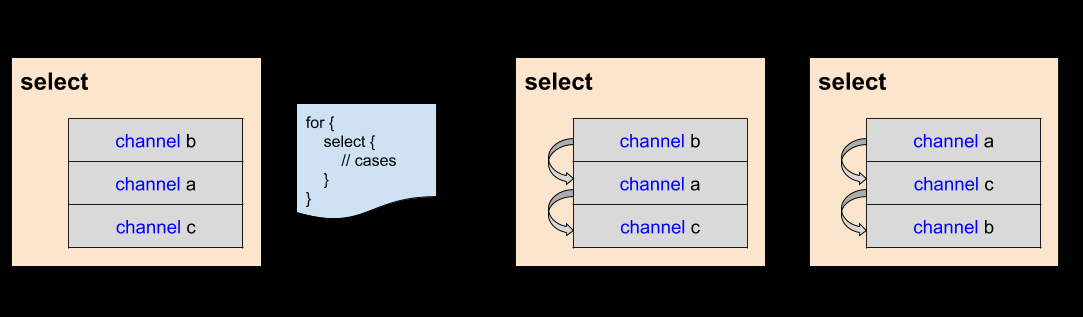 select
channel b
channel a
channel c
for {
select {
// cases
}
}
select
channel b
channel a
channel c
select
channel a
channel c
channel b